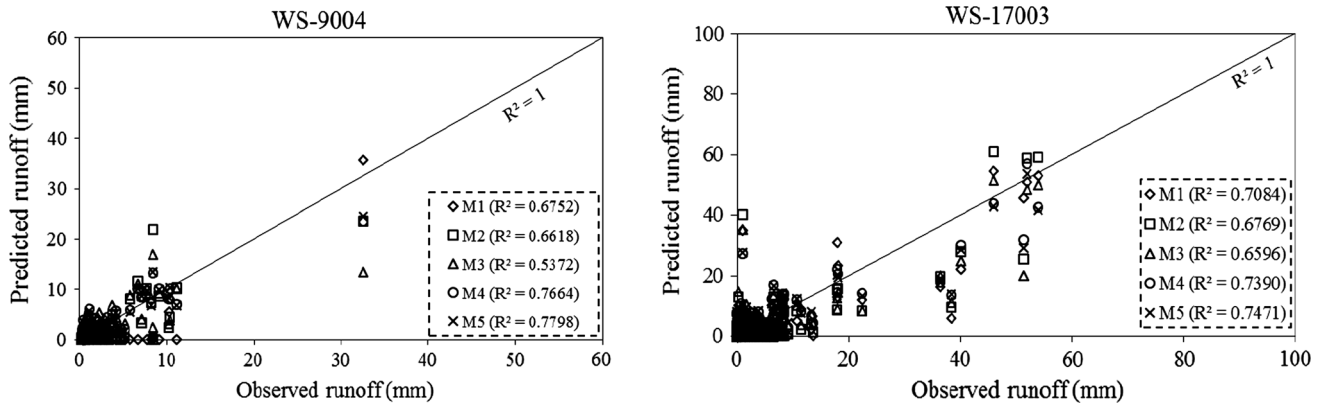 WS-9004
60
50
40
30
20
10
0
Predicted runoff (mm)
R² = 1
M1 (R² = 0.6752)
M2 (R² = 0.6618)
M3 (R² = 0.5372)
M4 (R² = 0.7664)
M5 (R² = 0.7798)
0 10 20 30 40 50 60
Observed runoff (mm)
WS-17003
100
80
60
40
20
0
Predicted runoff (mm)
R² = 1
M1 (R² = 0.7084)
M2 (R² = 0.6769)
M3 (R² = 0.6596)
M4 (R² = 0.7390)
M5 (R² = 0.7471)
0 20 40 60 80 100
Observed runoff (mm)